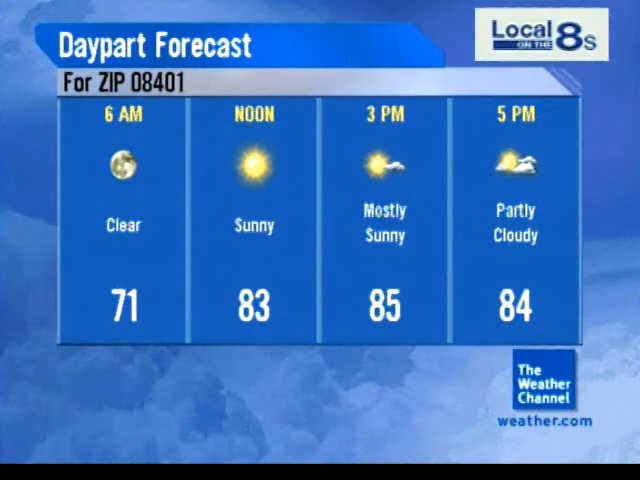 Daypart Forecast
Local
ON THE 8s
For ZIP 08401
6 AM
NOON
3 PM
5 PM
Clear
Sunny
Mostly
Sunny
Partly
Cloudy
71
83
85
84
The
Weather
Channel
weather.com